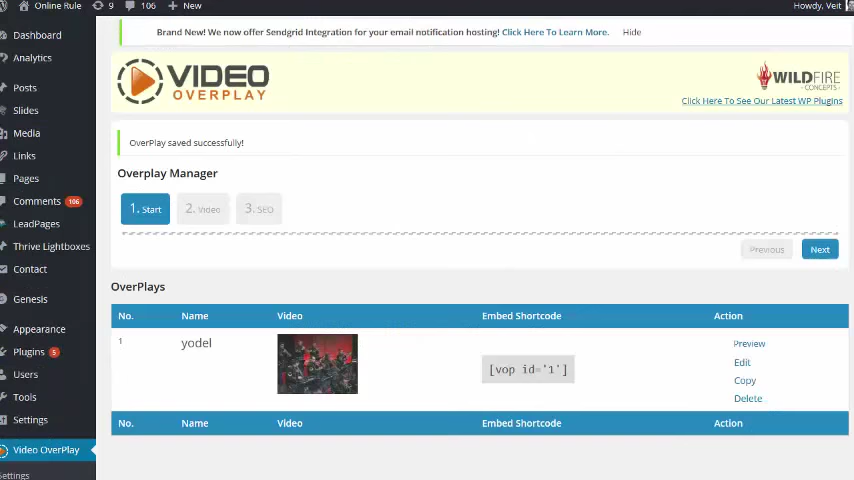 Online Rule 9 106 New Howdy, Veit
Dashboard
Analytics
Posts
Slides
Media
Links
Pages
Comments 106
LeadPages
Thrive Lightboxes
Contact
Genesis
Appearance
Plugins 5
Users
Tools
Settings
Video OverPlay
Settings
Brand New! We now offer Sendgrid Integration for your email notification hosting! Click Here To Learn More. Hide
VIDEO
OVERPLAY
WILDFIRE
- CONCEPTS -
Click Here To See Our Latest WP Plugins
OverPlay saved successfully!
Overplay Manager
1. Start 2. Video 3. SEO
Previous Next
OverPlays
No. Name Video Embed Shortcode Action
1 yodel [vop id='1'] Preview
Edit
Copy
Delete
No. Name Video Embed Shortcode Action